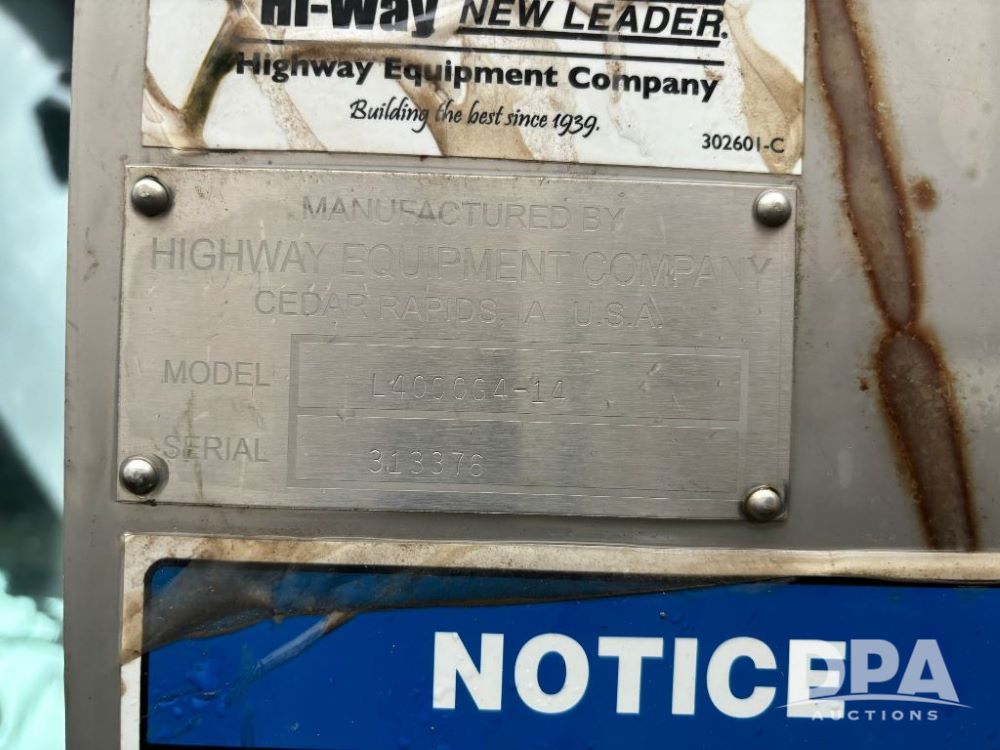 Hi-Way NEW LEADER.
Highway Equipment Company
Building the best since 1939.
302601-C
MANUFACTURED BY
HIGHWAY EQUIPMENT COMPANY
CEDAR RAPIDS, IA U.S.A.
MODEL L4000G4-14
SERIAL 313376
NOTICE
DPA
AUCTIONS